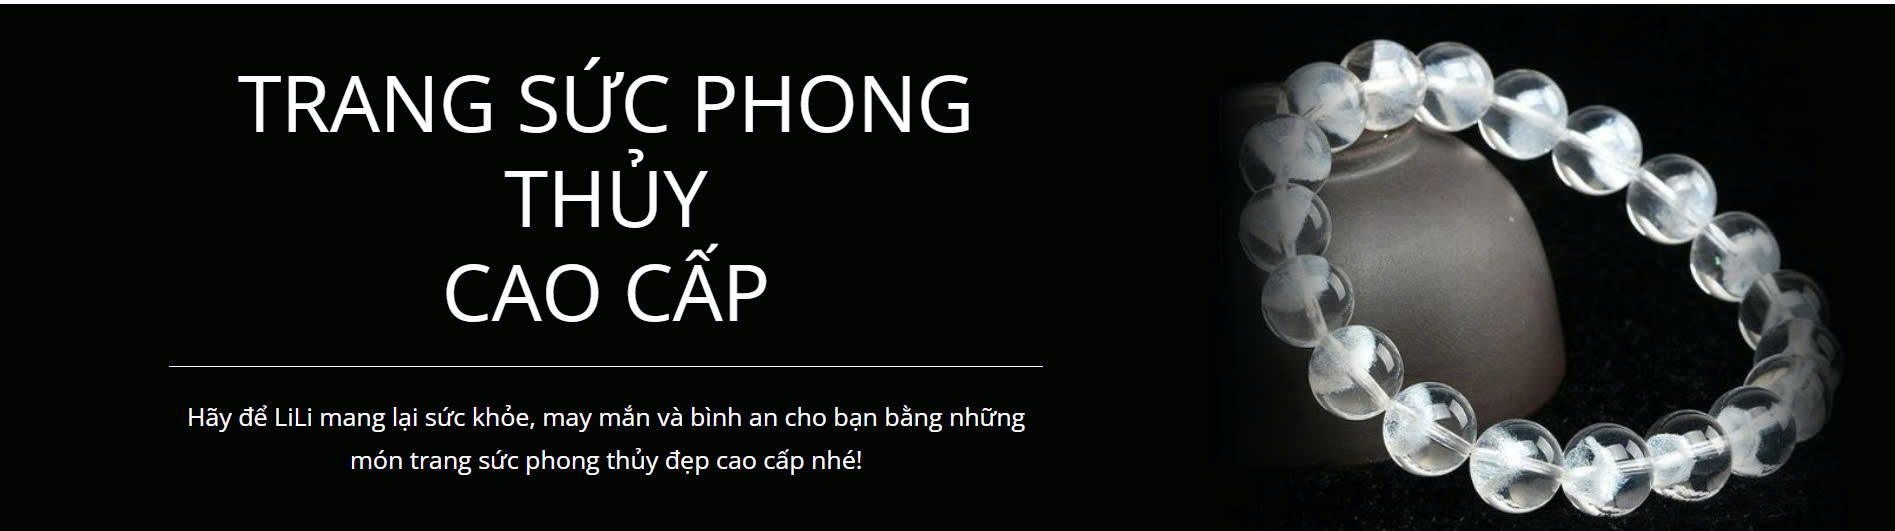 TRANG SỨC PHONG
THỦY
CAO CẤP
Hãy để LiLi mang lại sức khỏe, may mắn và bình an cho bạn bằng những
món trang sức phong thủy đẹp cao cấp nhé!